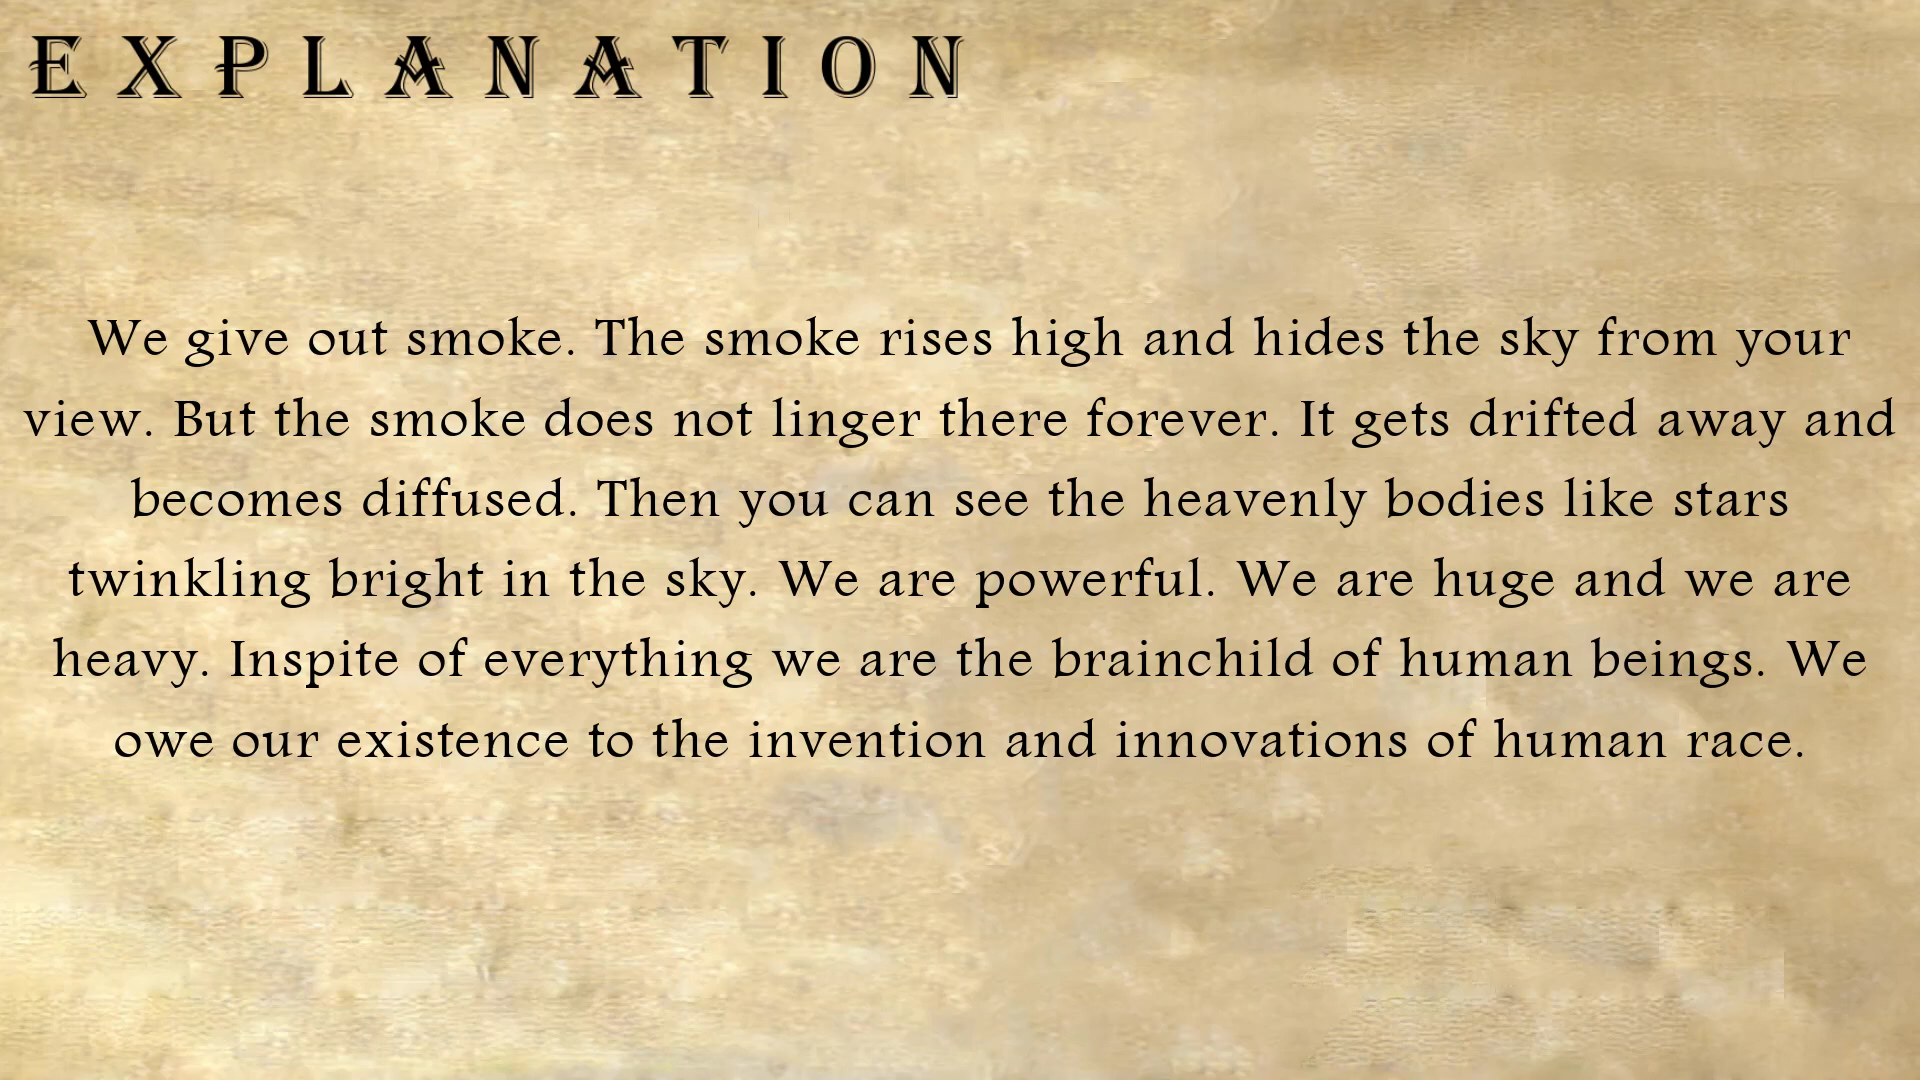 EXPLANATION
We give out smoke. The smoke rises high and hides the sky from your
view. But the smoke does not linger there forever. It gets drifted away and
becomes diffused. Then you can see the heavenly bodies like stars
twinkling bright in the sky. We are powerful. We are huge and we are
heavy. Inspite of everything we are the brainchild of human beings. We
owe our existence to the invention and innovations of human race.